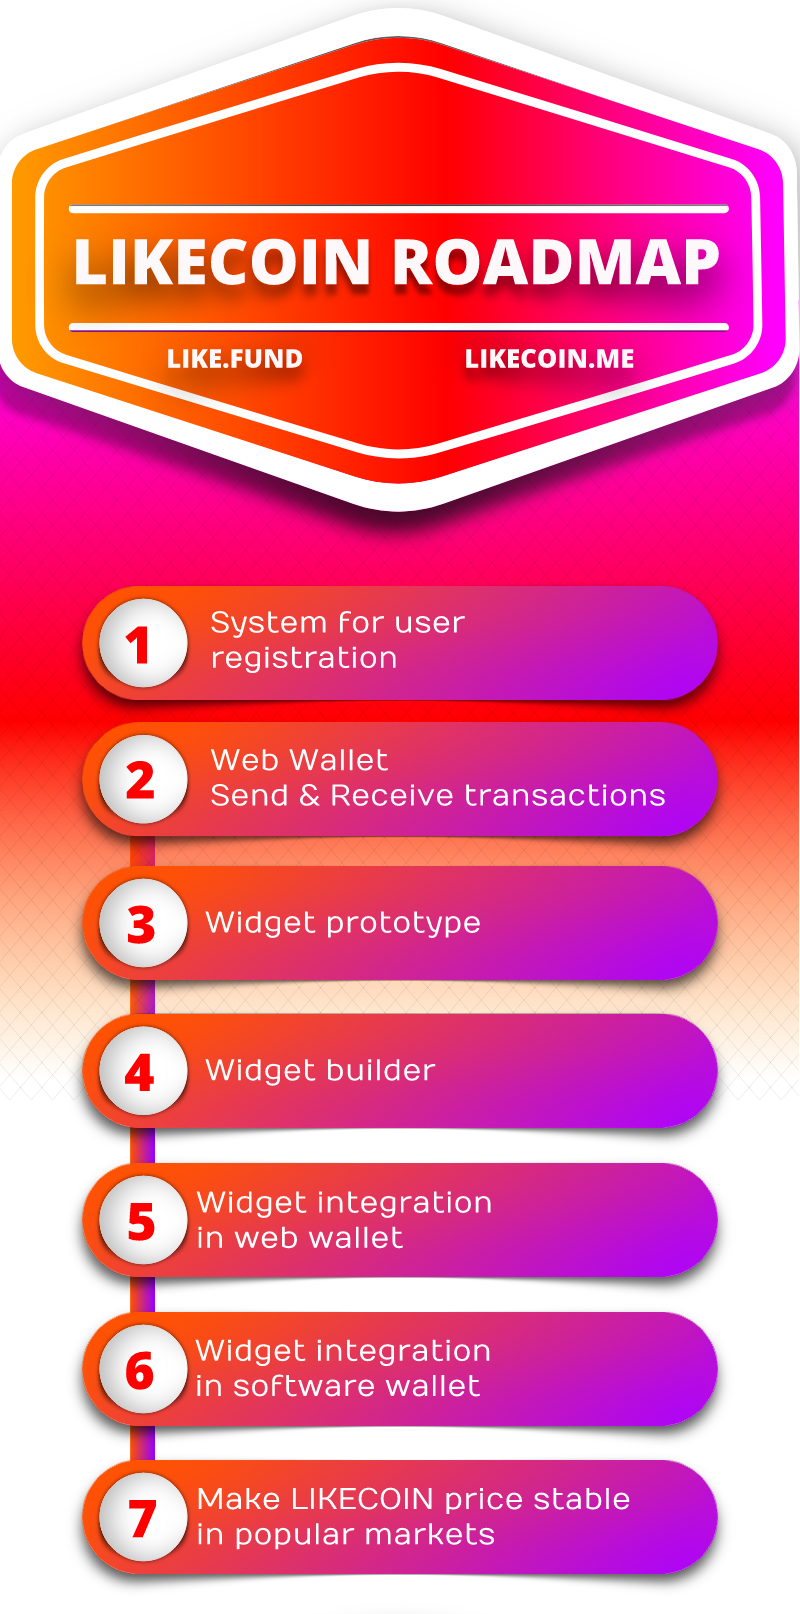 LIKECOIN ROADMAP
LIKE.FUND
LIKECOIN.ME
1
System for user
registration
2
Web Wallet
Send & Receive transactions
3
Widget prototype
4
Widget builder
5
Widget integration
in web wallet
6
Widget integration
in software wallet
7
Make LIKECOIN price stable
in popular markets